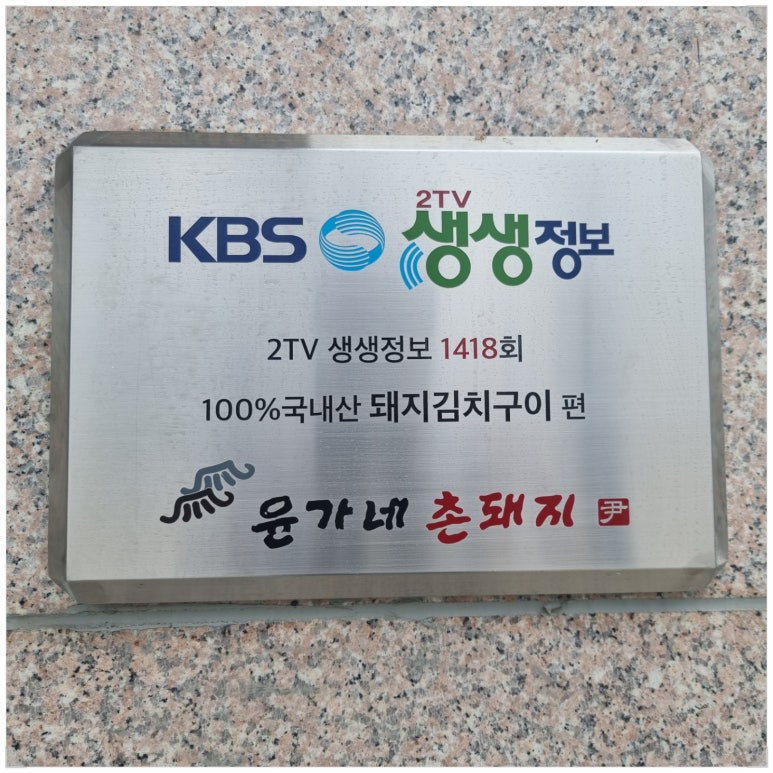 KBS 2TV 생생정보
2TV 생생정보 1418회
100%국내산 돼지김치구이 편
윤가네 촌돼지 尹